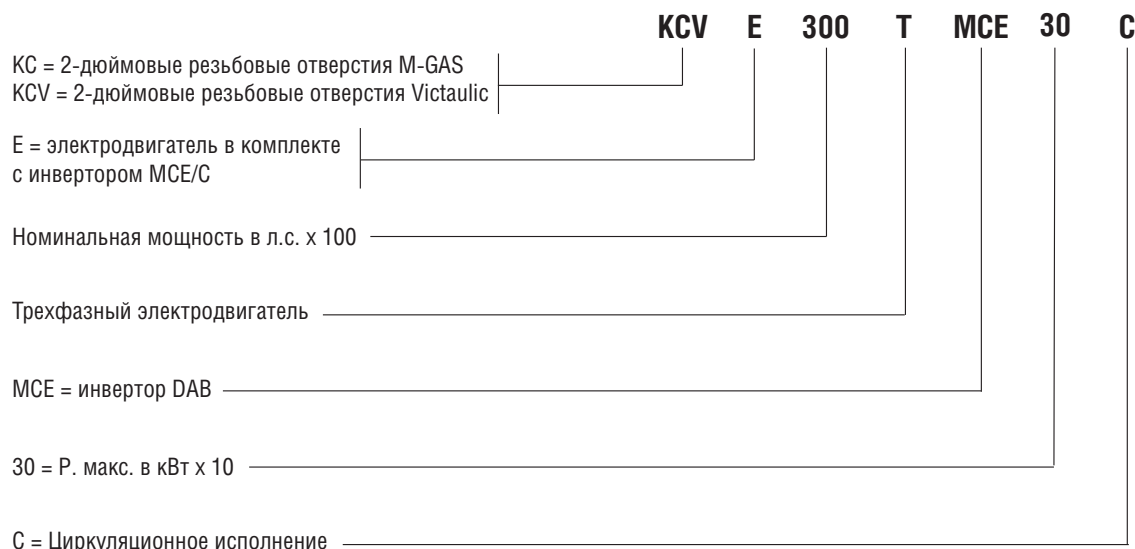 KCV E 300 T MCE 30 C
KC = 2-дюймовые резьбовые отверстия M-GAS
KCV = 2-дюймовые резьбовые отверстия Victaulic
E = электродвигатель в комплекте
с инвертором MCE/C
Номинальная мощность в л.с. x 100
Трехфазный электродвигатель
MCE = инвертор DAB
30 = P. макс. в кВт x 10
C = Циркуляционное исполнение